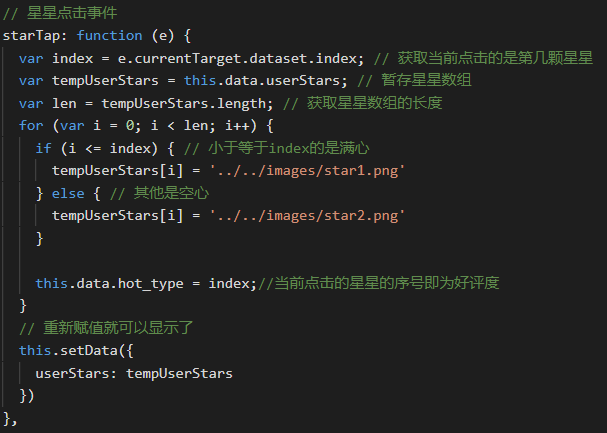 // 星星点击事件
starTap: function (e) {
  var index = e.currentTarget.dataset.index; // 获取当前点击的是第几颗星星
  var tempUserStars = this.data.userStars; // 暂存星星数组
  var len = tempUserStars.length; // 获取星星数组的长度
  for (var i = 0; i < len; i++) {
    if (i <= index) { // 小于等于index的是满心
      tempUserStars[i] = '../../images/star1.png'
    } else { // 其他是空心
      tempUserStars[i] = '../../images/star2.png'
    }

    this.data.hot_type = index;//当前点击的星星的序号即为好评度
  }
  // 重新赋值就可以显示了
  this.setData({
    userStars: tempUserStars
  })
},